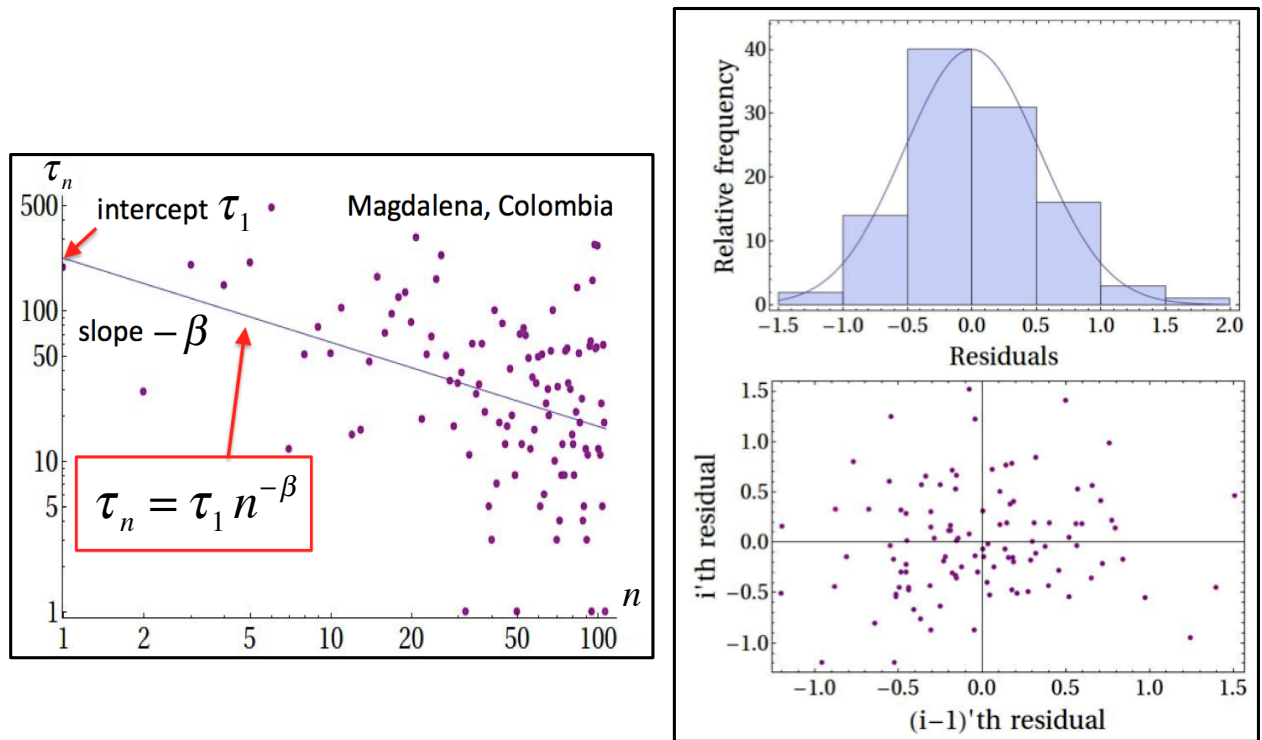 τₙ
500
intercept τ₁
Magdalena, Colombia
100
slope −β
50
10
τₙ = τ₁ n^−β
5
1
n
1 2 5 10 20 50 100
Relative frequency
40
30
20
10
0
−1.5 −1.0 −0.5 0.0 0.5 1.0 1.5 2.0
Residuals
i'th residual
1.5
1.0
0.5
0.0
−0.5
−1.0
−1.0 −0.5 0.0 0.5 1.0 1.5
(i−1)'th residual